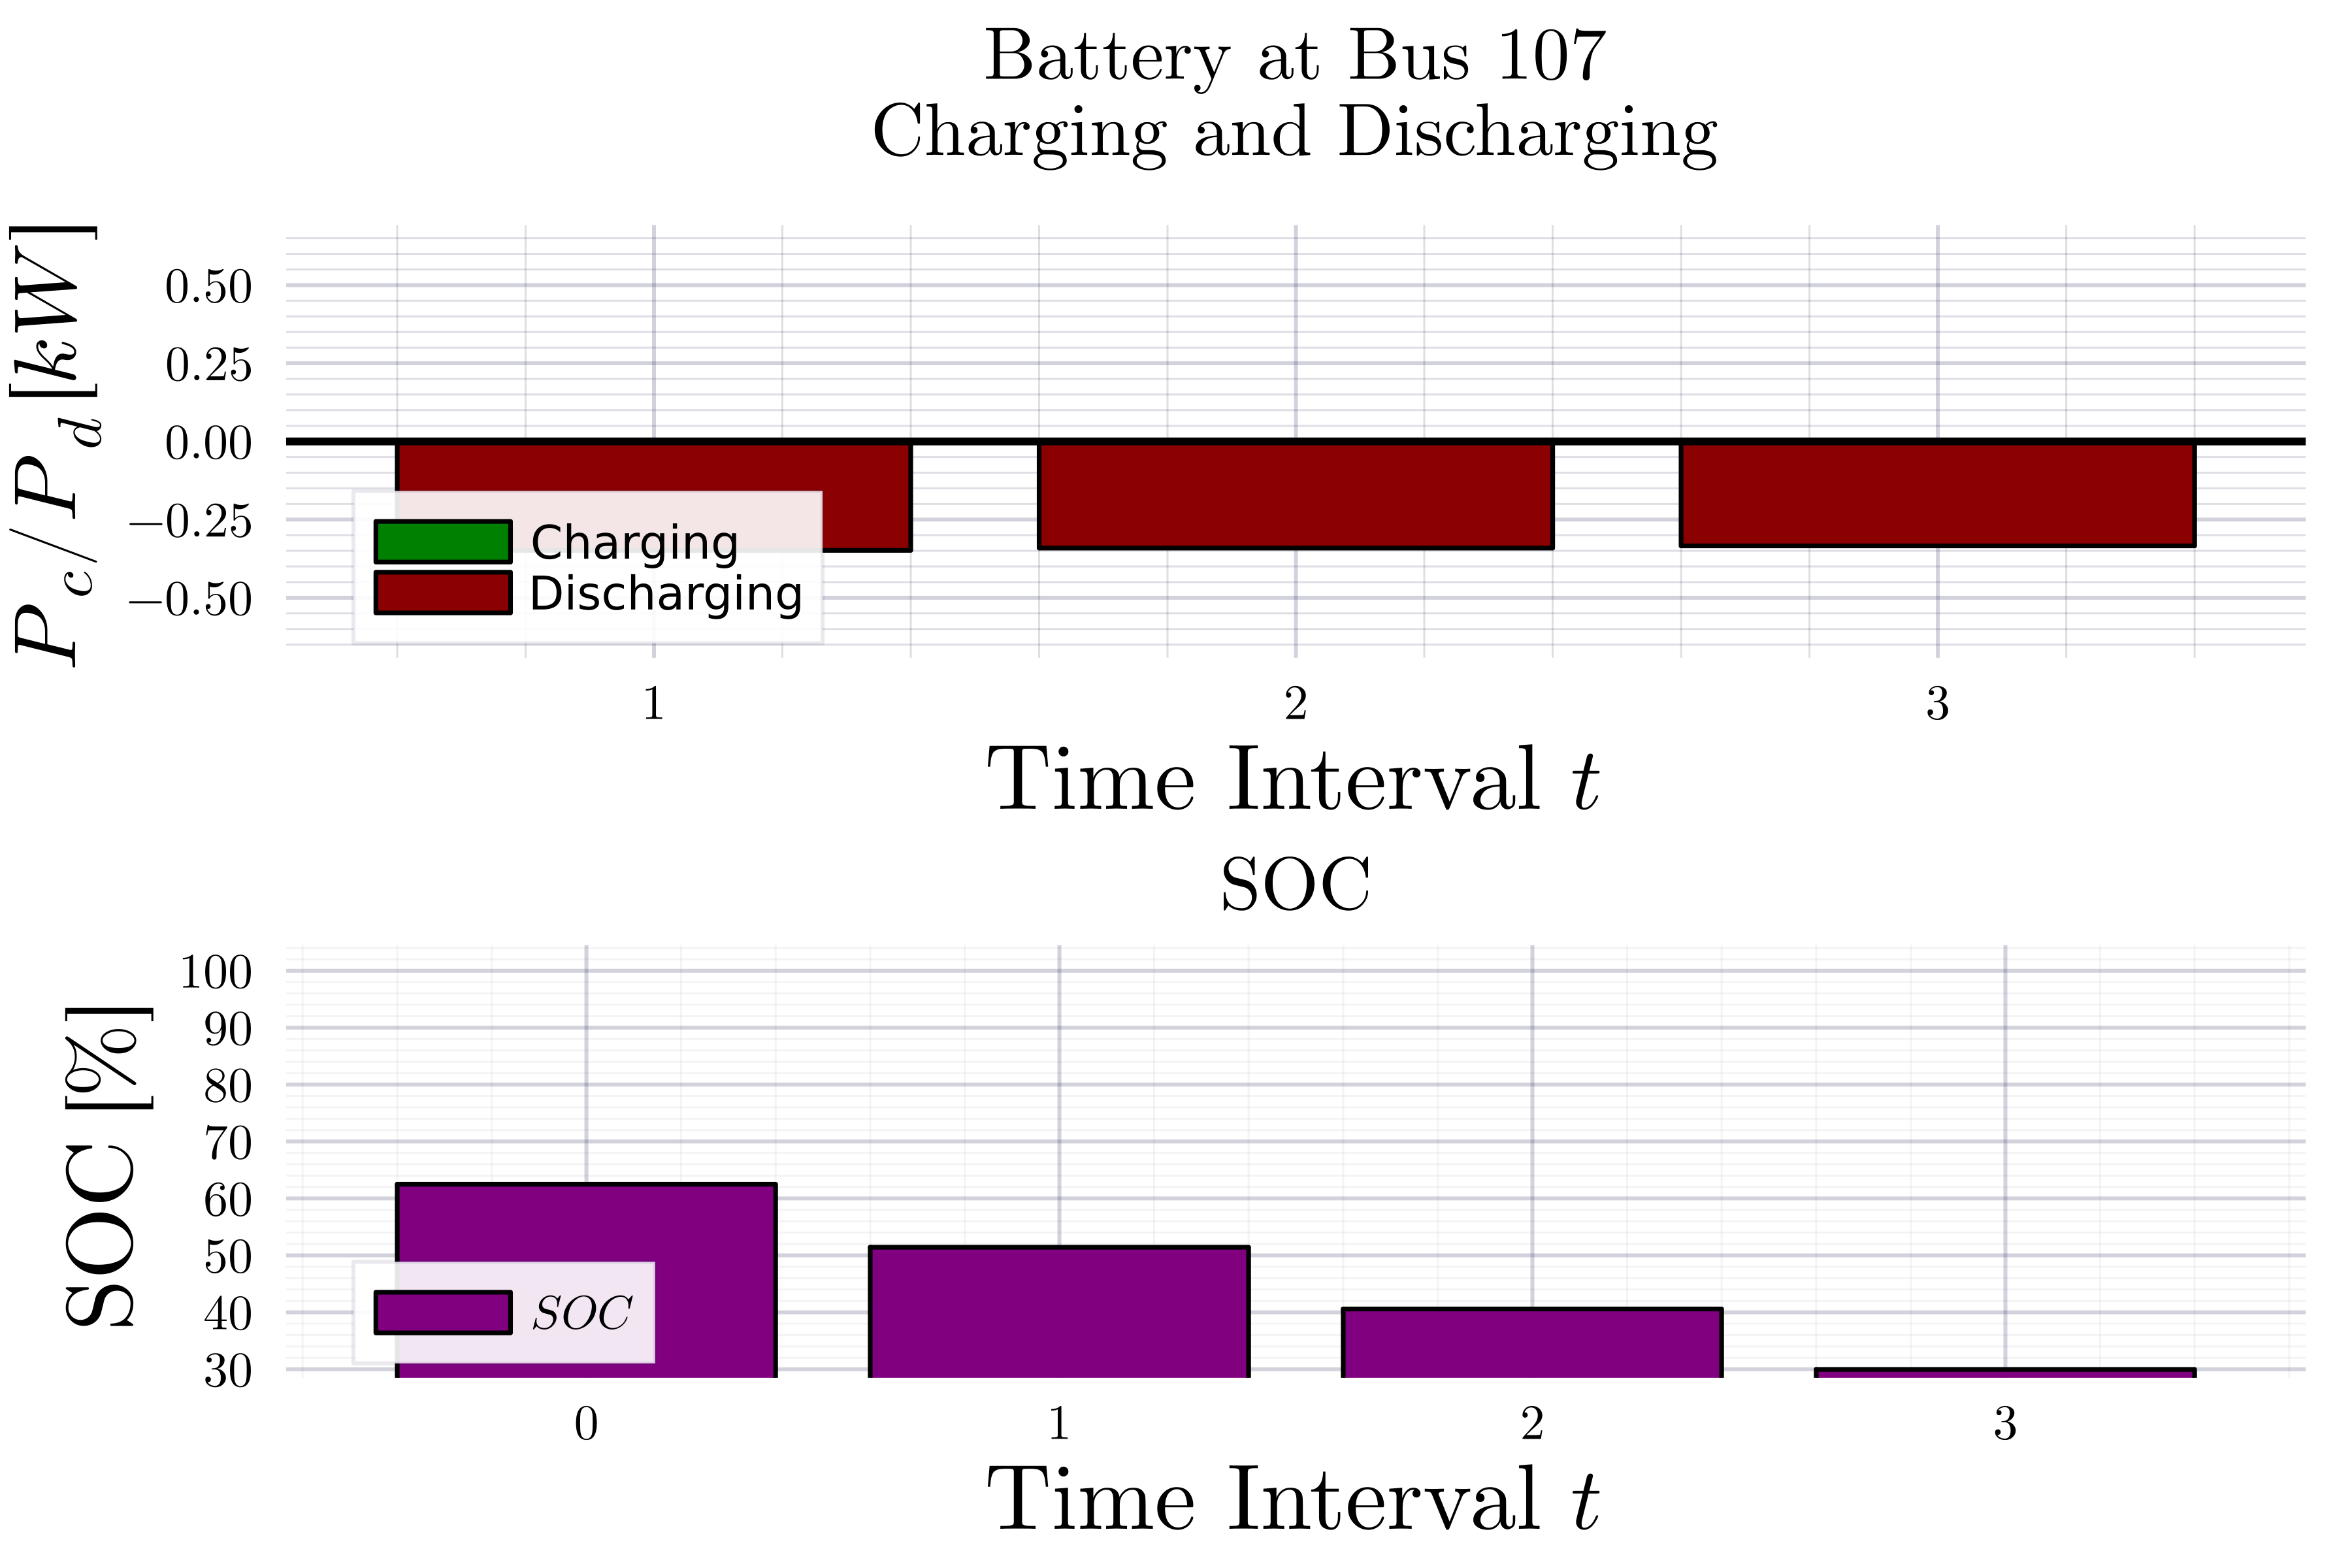 Battery at Bus 107
Charging and Discharging
P_c/P_d [kW]
0.50
0.25
0.00
−0.25
−0.50
Charging
Discharging
1 2 3
Time Interval t
SOC
SOC [%]
100
90
80
70
60
50
40
30
SOC
0 1 2 3
Time Interval t